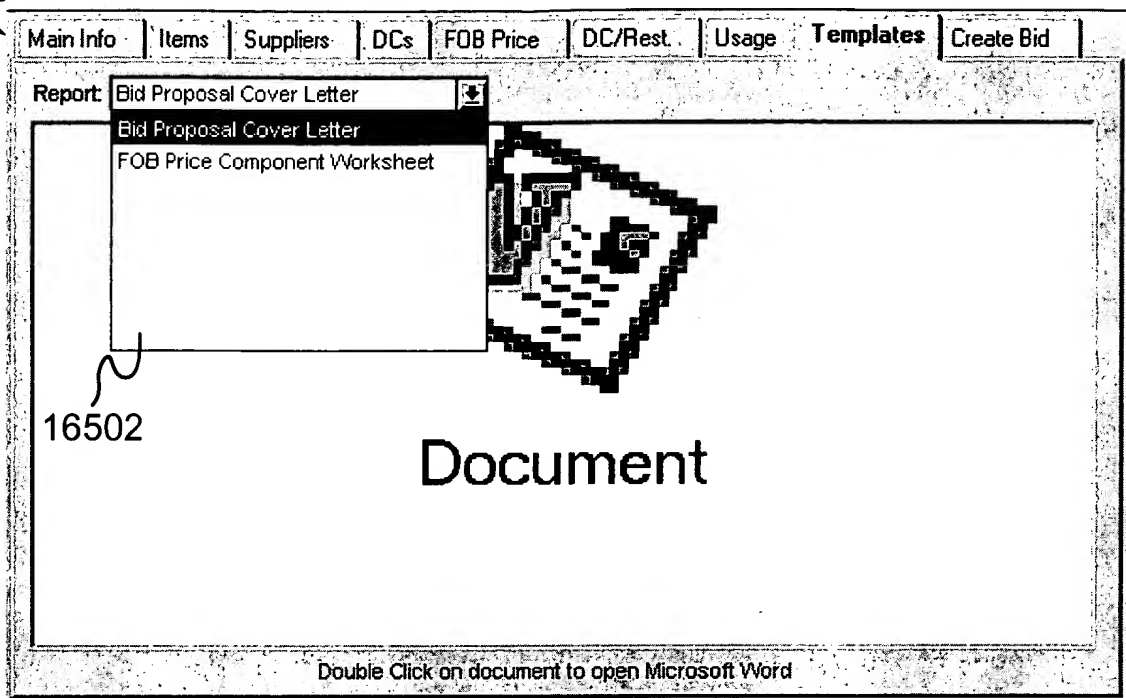 Main Info Items Suppliers DCs FOB Price DC/Rest. Usage Templates Create Bid
Report: Bid Proposal Cover Letter
Bid Proposal Cover Letter
FOB Price Component Worksheet
16502
Document
Double Click on document to open Microsoft Word